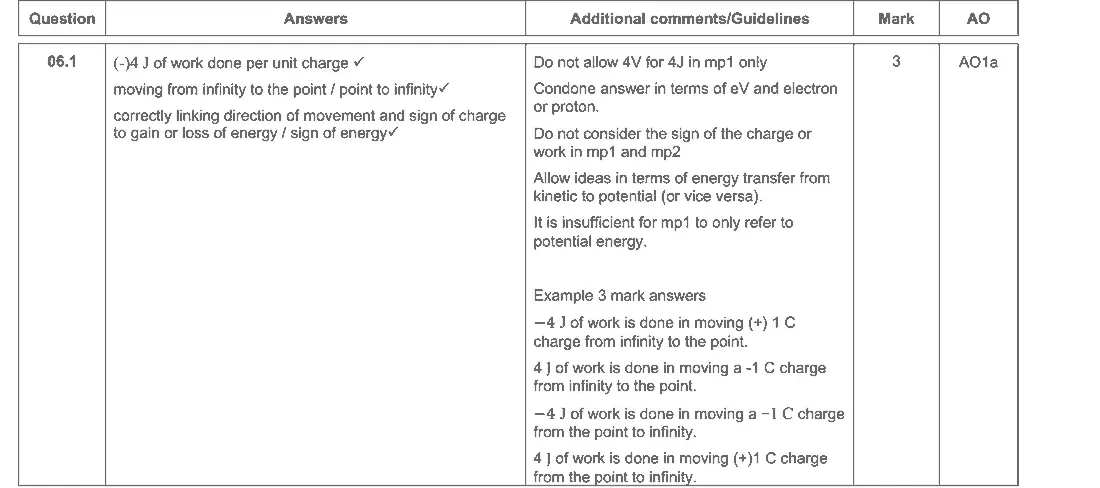 Question Answers Additional comments/Guidelines Mark AO
06.1 (-)4 J of work done per unit charge ✓ Do not allow 4V for 4J in mp1 only 3 AO1a
moving from infinity to the point / point to infinity✓
correctly linking direction of movement and sign of charge
to gain or loss of energy / sign of energy✓
Condone answer in terms of eV and electron
or proton.
Do not consider the sign of the charge or
work in mp1 and mp2
Allow ideas in terms of energy transfer from
kinetic to potential (or vice versa).
It is insufficient for mp1 to only refer to
potential energy.
Example 3 mark answers
−4 J of work is done in moving (+) 1 C
charge from infinity to the point.
4 J of work is done in moving a -1 C charge
from infinity to the point.
−4 J of work is done in moving a −1 C charge
from the point to infinity.
4 J of work is done in moving (+)1 C charge
from the point to infinity.